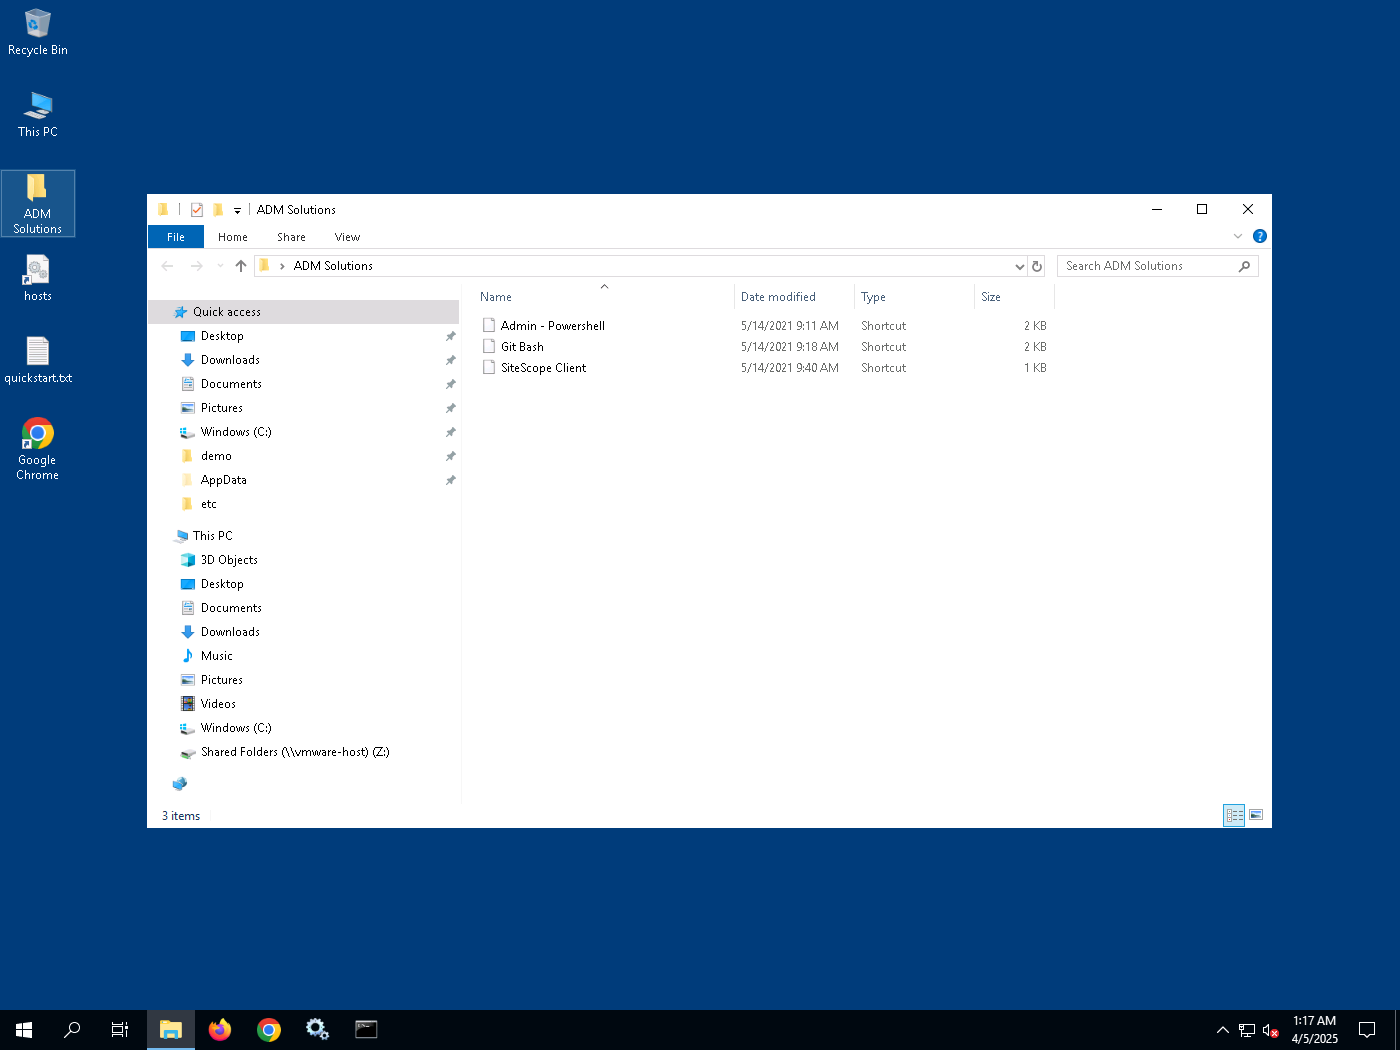 Recycle Bin
This PC
ADM
Solutions
hosts
quickstart.txt
Google
Chrome
ADM Solutions
File
Home
Share
View
ADM Solutions
Search ADM Solutions
Quick access
Desktop
Downloads
Documents
Pictures
Windows (C:)
demo
AppData
etc
This PC
3D Objects
Desktop
Documents
Downloads
Music
Pictures
Videos
Windows (C:)
Shared Folders (\\vmware-host) (Z:)
Name Date modified Type Size
Admin - Powershell 5/14/2021 9:11 AM Shortcut 2 KB
Git Bash 5/14/2021 9:18 AM Shortcut 2 KB
SiteScope Client 5/14/2021 9:40 AM Shortcut 1 KB
3 items
1:17 AM
4/5/2025